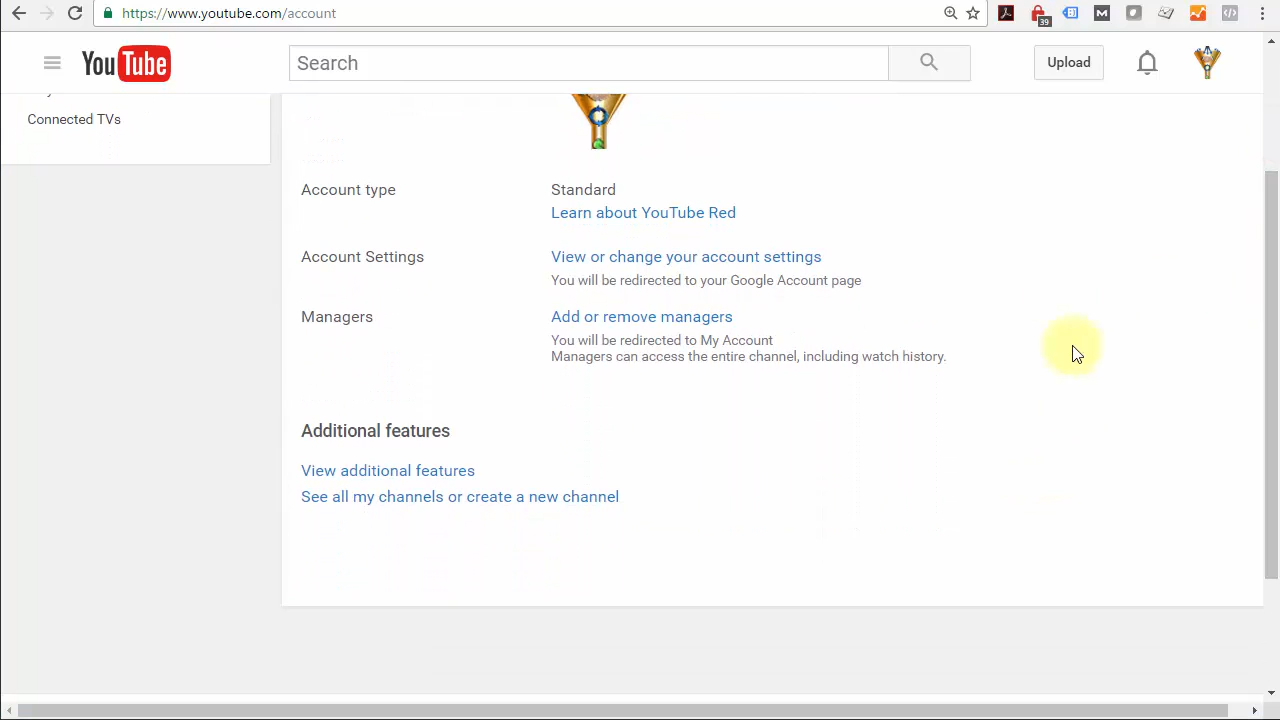 https://www.youtube.com/account
39
YouTube
Search
Upload
Connected TVs
Account type
Standard
Learn about YouTube Red
Account Settings
View or change your account settings
You will be redirected to your Google Account page
Managers
Add or remove managers
You will be redirected to My Account
Managers can access the entire channel, including watch history.
Additional features
View additional features
See all my channels or create a new channel